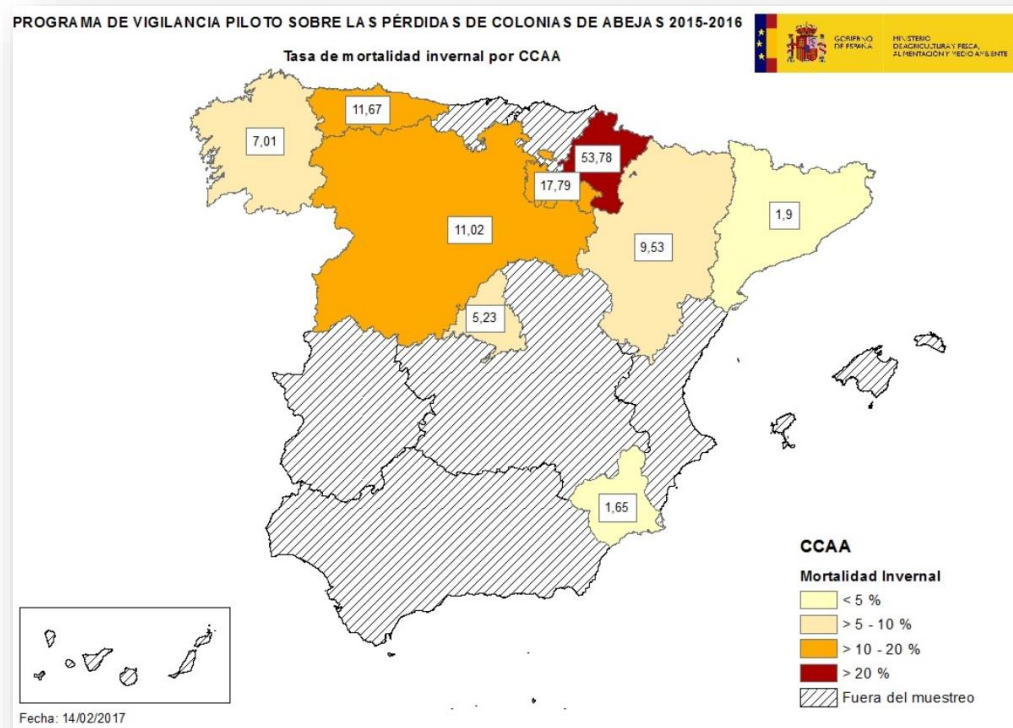 PROGRAMA DE VIGILANCIA PILOTO SOBRE LAS PÉRDIDAS DE COLONIAS DE ABEJAS 2015-2016
GOBIERNO
DE ESPAÑA
MINISTERIO
DE AGRICULTURA Y PESCA,
ALIMENTACIÓN Y MEDIO AMBIENTE
Tasa de mortalidad invernal por CCAA
11,67
7,01
53,78
17,79
1,9
11,02
9,53
5,23
1,65
CCAA
Mortalidad Invernal
< 5 %
> 5 - 10 %
> 10 - 20 %
> 20 %
Fuera del muestreo
Fecha: 14/02/2017